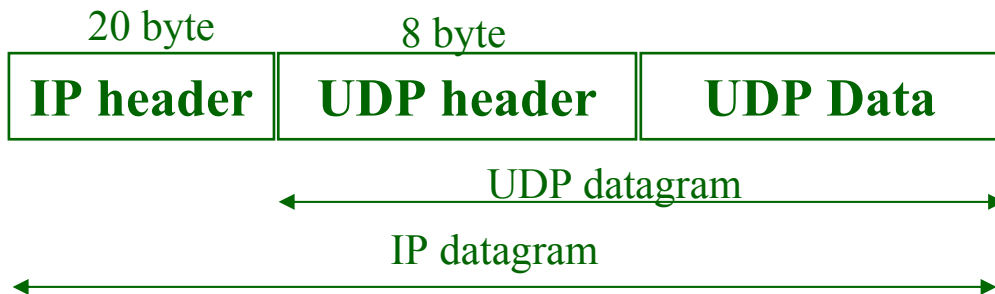 20 byte 8 byte
IP header UDP header UDP Data
UDP datagram
IP datagram